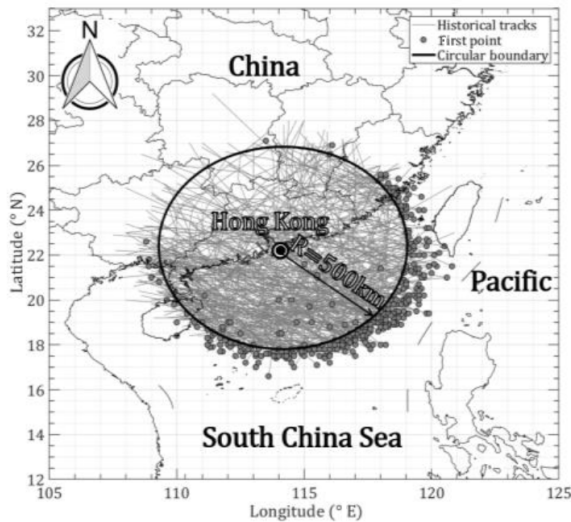 N
Historical tracks
First point
Circular boundary
China
Hong Kong
R=500km
Pacific
South China Sea
Latitude (° N)
32
30
28
26
24
22
20
18
16
14
12
105
110
115
120
125
Longitude (° E)